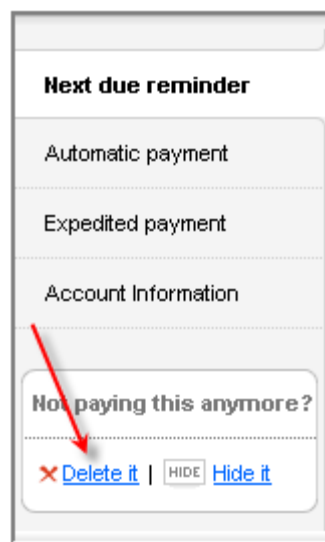 Next due reminder
Automatic payment
Expedited payment
Account Information
Not paying this anymore?
Delete it | HIDE Hide it